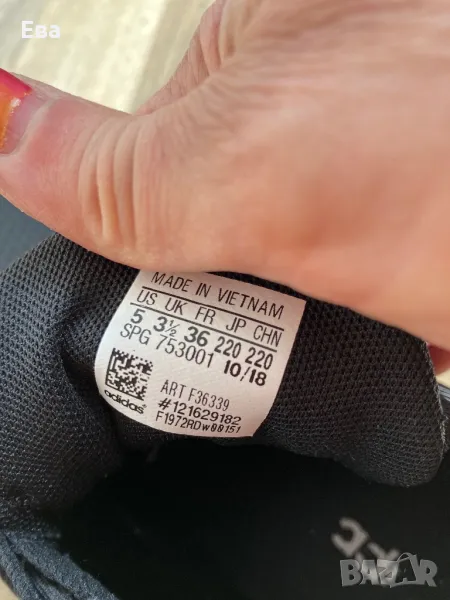 Ева
MADE IN VIETNAM
US UK FR JP CHN
5 3½ 36 220 220
SPG 753001 10/18
adidas
ART F36339
#121629182
F1972RDw00151
BAZAR